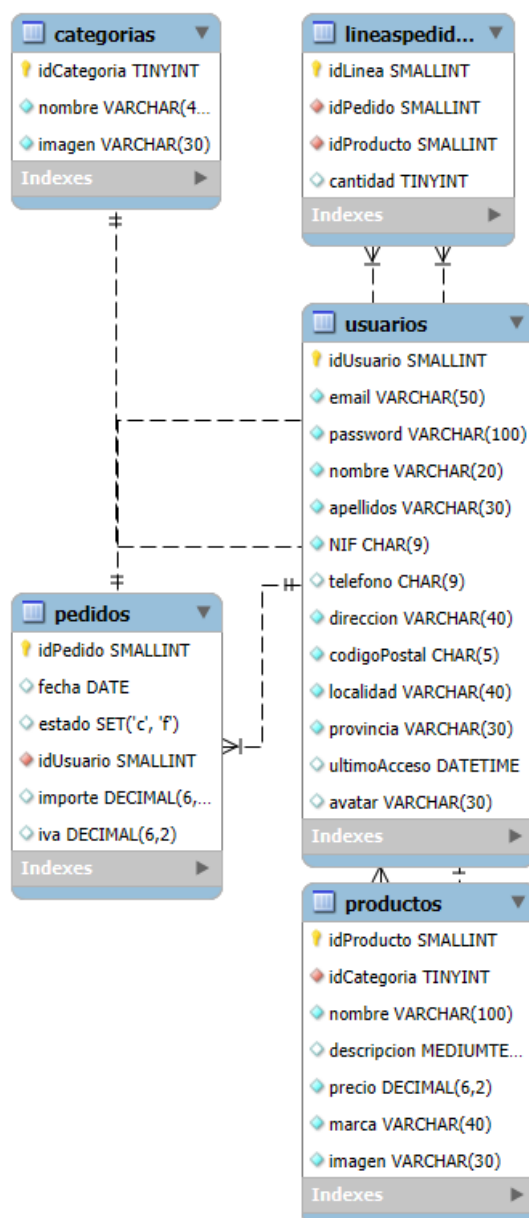 categorias
idCategoria TINYINT
nombre VARCHAR(4...
imagen VARCHAR(30)
Indexes
lineaspedid...
idLinea SMALLINT
idPedido SMALLINT
idProducto SMALLINT
cantidad TINYINT
Indexes
usuarios
idUsuario SMALLINT
email VARCHAR(50)
password VARCHAR(100)
nombre VARCHAR(20)
apellidos VARCHAR(30)
NIF CHAR(9)
telefono CHAR(9)
direccion VARCHAR(40)
codigoPostal CHAR(5)
localidad VARCHAR(40)
provincia VARCHAR(30)
ultimoAcceso DATETIME
avatar VARCHAR(30)
Indexes
pedidos
idPedido SMALLINT
fecha DATE
estado SET('c', 'f')
idUsuario SMALLINT
importe DECIMAL(6,...
iva DECIMAL(6,2)
Indexes
productos
idProducto SMALLINT
idCategoria TINYINT
nombre VARCHAR(100)
descripcion MEDIUMTE...
precio DECIMAL(6,2)
marca VARCHAR(40)
imagen VARCHAR(30)
Indexes